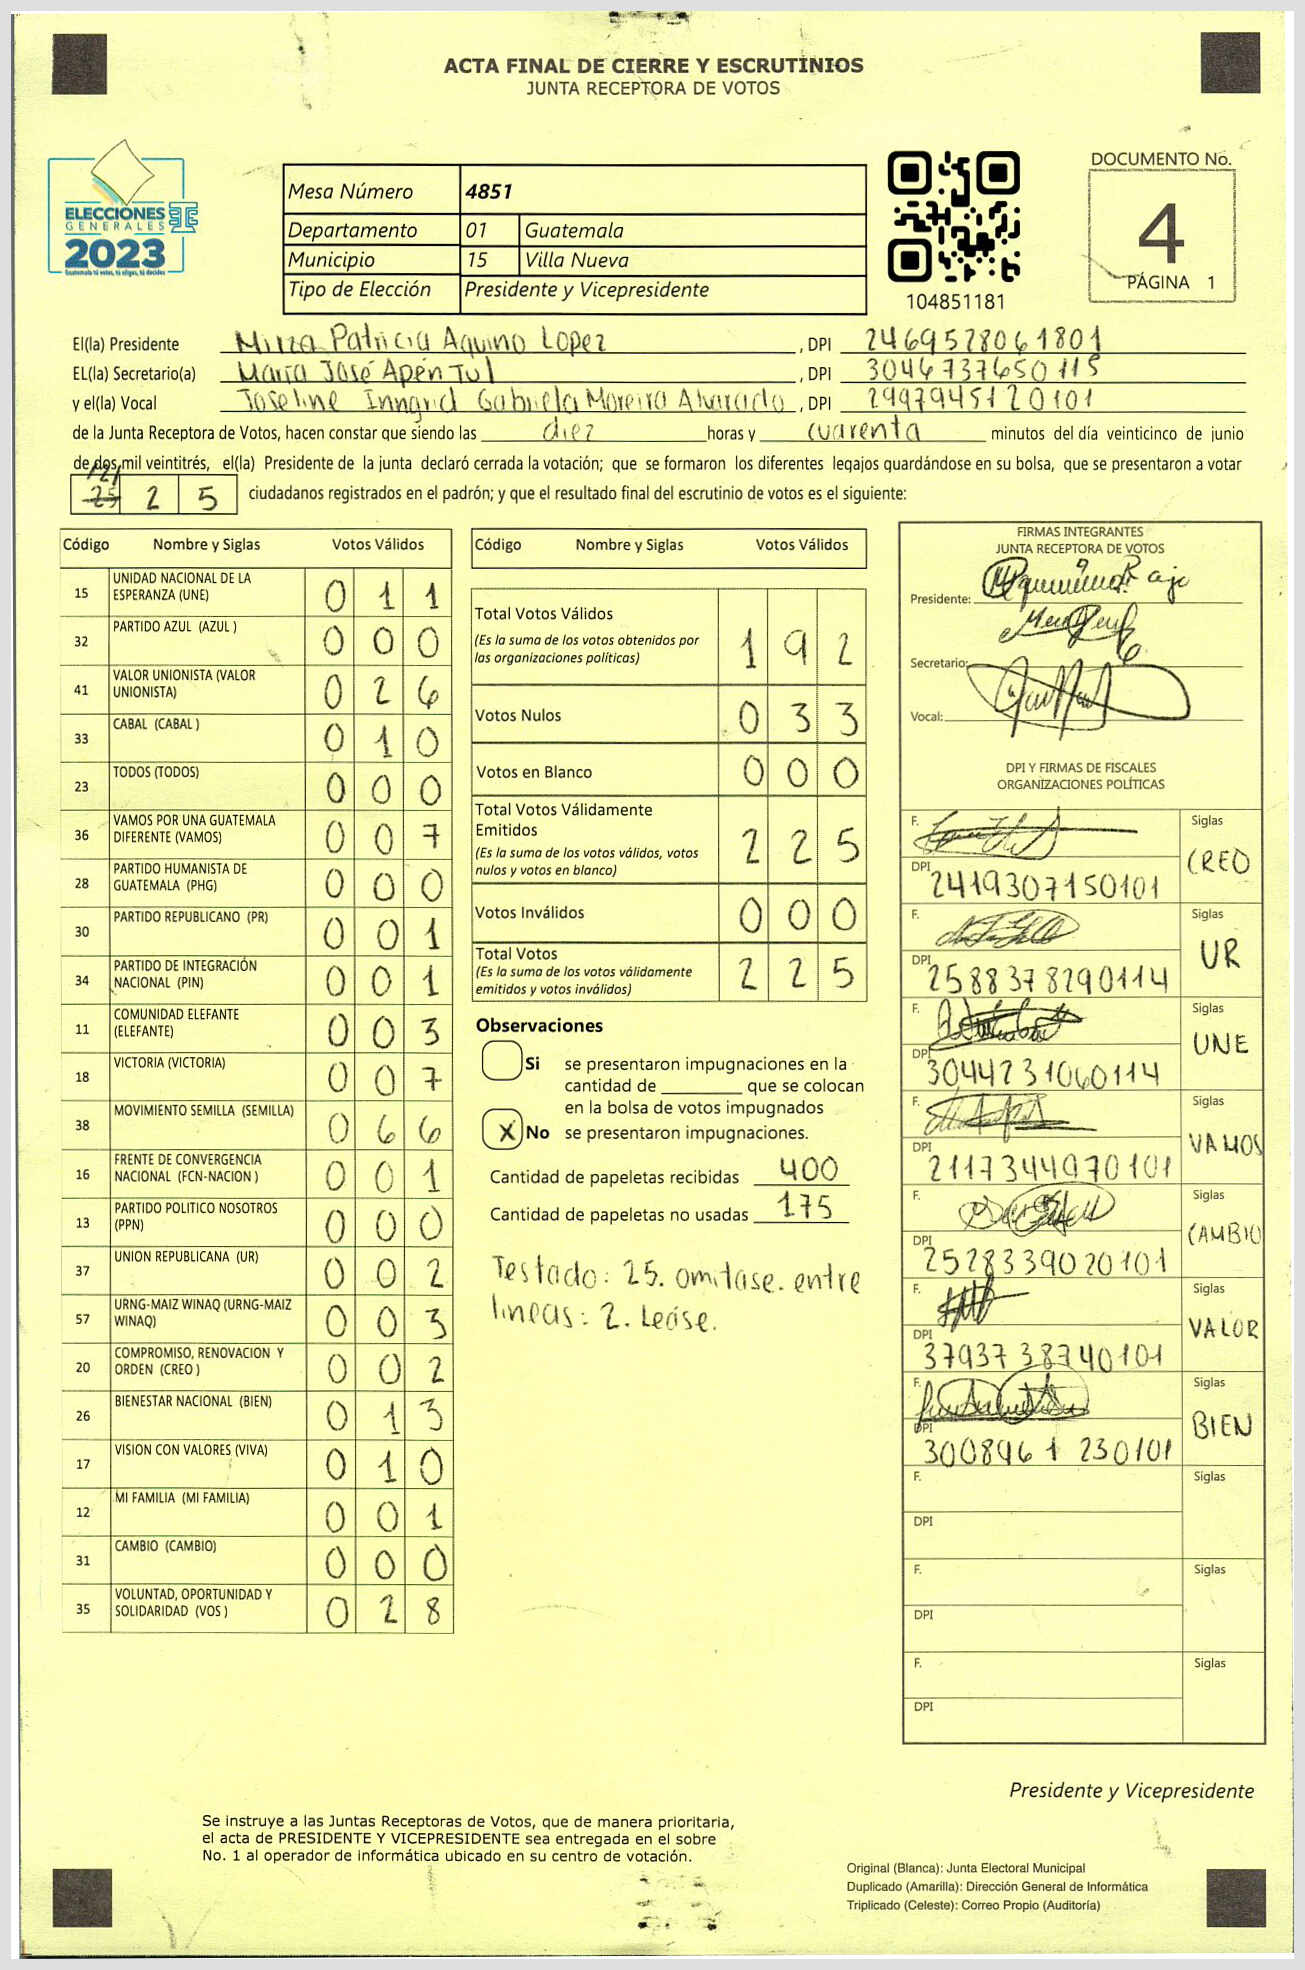 ACTA FINAL DE CIERRE Y ESCRUTINIOS
JUNTA RECEPTORA DE VOTOS
ELECCIONES
GENERALES
2023
Guatemala tú votas, tú eliges, tú decides
Mesa Número 4851
Departamento 01 Guatemala
Municipio 15 Villa Nueva
Tipo de Elección Presidente y Vicepresidente
104851181
DOCUMENTO No.
4
PÁGINA 1
El(la) Presidente Mirza Patricia Aquino Lopez, DPI 2469528061801
EL(la) Secretario(a) María José Apén Tul, DPI 3046737650115
y el(la) Vocal Joseline Inngrid Gabriela Moreira Alvarado, DPI 2997945120101
de la Junta Receptora de Votos, hacen constar que siendo las diez horas y cuarenta minutos del día veinticinco de junio
de dos mil veintitrés, el(la) Presidente de la junta declaró cerrada la votación; que se formaron los diferentes legajos guardándose en su bolsa, que se presentaron a votar
/2/
25 2 5 ciudadanos registrados en el padrón; y que el resultado final del escrutinio de votos es el siguiente:
Código Nombre y Siglas Votos Válidos
15 UNIDAD NACIONAL DE LA ESPERANZA (UNE) 0 1 1
32 PARTIDO AZUL (AZUL ) 0 0 0
41 VALOR UNIONISTA (VALOR UNIONISTA) 0 2 6
33 CABAL (CABAL ) 0 1 0
23 TODOS (TODOS) 0 0 0
36 VAMOS POR UNA GUATEMALA DIFERENTE (VAMOS) 0 0 7
28 PARTIDO HUMANISTA DE GUATEMALA (PHG) 0 0 0
30 PARTIDO REPUBLICANO (PR) 0 0 1
34 PARTIDO DE INTEGRACIÓN NACIONAL (PIN) 0 0 1
11 COMUNIDAD ELEFANTE (ELEFANTE) 0 0 3
18 VICTORIA (VICTORIA) 0 0 7
38 MOVIMIENTO SEMILLA (SEMILLA) 0 6 6
16 FRENTE DE CONVERGENCIA NACIONAL (FCN-NACION ) 0 0 1
13 PARTIDO POLITICO NOSOTROS (PPN) 0 0 0
37 UNION REPUBLICANA (UR) 0 0 2
57 URNG-MAIZ WINAQ (URNG-MAIZ WINAQ) 0 0 3
20 COMPROMISO, RENOVACION Y ORDEN (CREO ) 0 0 2
26 BIENESTAR NACIONAL (BIEN) 0 1 3
17 VISION CON VALORES (VIVA) 0 1 0
12 MI FAMILIA (MI FAMILIA) 0 0 1
31 CAMBIO (CAMBIO) 0 0 0
35 VOLUNTAD, OPORTUNIDAD Y SOLIDARIDAD (VOS ) 0 2 8
Código Nombre y Siglas Votos Válidos
Total Votos Válidos 1 9 2
(Es la suma de los votos obtenidos por
las organizaciones políticas)
Votos Nulos 0 3 3
Votos en Blanco 0 0 0
Total Votos Válidamente
Emitidos 2 2 5
(Es la suma de los votos válidos, votos
nulos y votos en blanco)
Votos Inválidos 0 0 0
Total Votos 2 2 5
(Es la suma de los votos válidamente
emitidos y votos inválidos)
Observaciones
Si se presentaron impugnaciones en la
cantidad de ________ que se colocan
en la bolsa de votos impugnados
X No se presentaron impugnaciones.
Cantidad de papeletas recibidas 400
Cantidad de papeletas no usadas 175
Testado: 25. omitase. entre
lineas: 2. Lease.
FIRMAS INTEGRANTES
JUNTA RECEPTORA DE VOTOS
Presidente:
Secretario:
Vocal:
DPI Y FIRMAS DE FISCALES
ORGANIZACIONES POLÍTICAS
F. Siglas
CREO
DPI 2419307150101
F. Siglas
UR
DPI 2588378290114
F. Siglas
UNE
DPI 3044231060114
F. Siglas
VAMOS
DPI 2117344970101
F. Siglas
CAMBIO
DPI 2528339020101
F. Siglas
VALOR
DPI 3793738740101
F. Siglas
BIEN
DPI 3008961 230101
F. Siglas
DPI
F. Siglas
DPI
F. Siglas
DPI
Presidente y Vicepresidente
Se instruye a las Juntas Receptoras de Votos, que de manera prioritaria,
el acta de PRESIDENTE Y VICEPRESIDENTE sea entregada en el sobre
No. 1 al operador de informática ubicado en su centro de votación.
Original (Blanca): Junta Electoral Municipal
Duplicado (Amarilla): Dirección General de Informática
Triplicado (Celeste): Correo Propio (Auditoría)